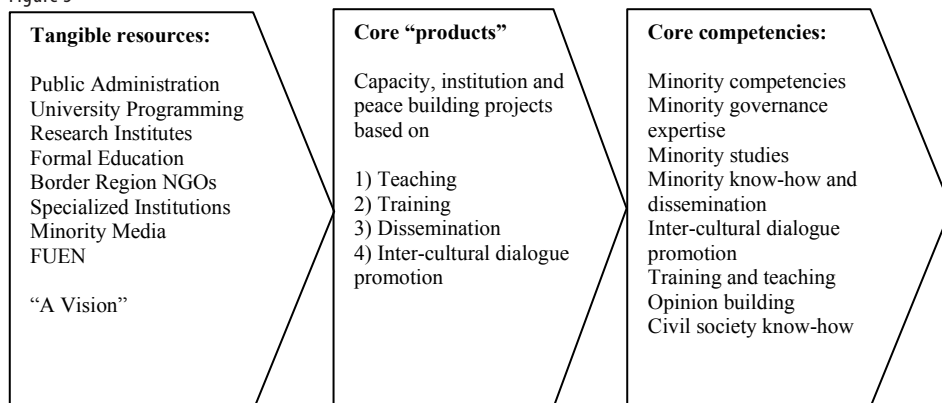 Tangible resources:
Public Administration
University Programming
Research Institutes
Formal Education
Border Region NGOs
Specialized Institutions
Minority Media
FUEN
“A Vision”
Core “products”
Capacity, institution and
peace building projects
based on
1) Teaching
2) Training
3) Dissemination
4) Inter-cultural dialogue
promotion
Core competencies:
Minority competencies
Minority governance
expertise
Minority studies
Minority know-how and
dissemination
Inter-cultural dialogue
promotion
Training and teaching
Opinion building
Civil society know-how